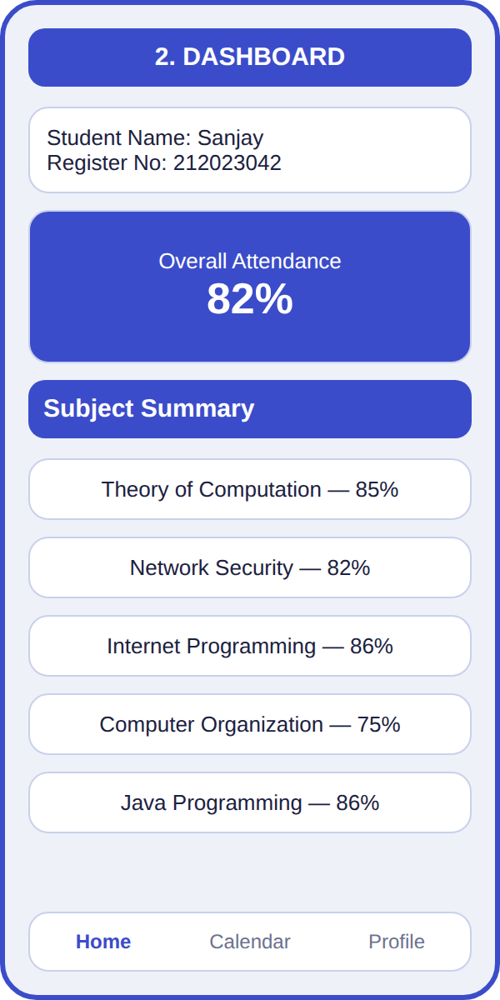 2. DASHBOARD
Student Name: Sanjay
Register No: 212023042
Overall Attendance
82%
Subject Summary
Theory of Computation — 85%
Network Security — 82%
Internet Programming — 86%
Computer Organization — 75%
Java Programming — 86%
Home Calendar Profile